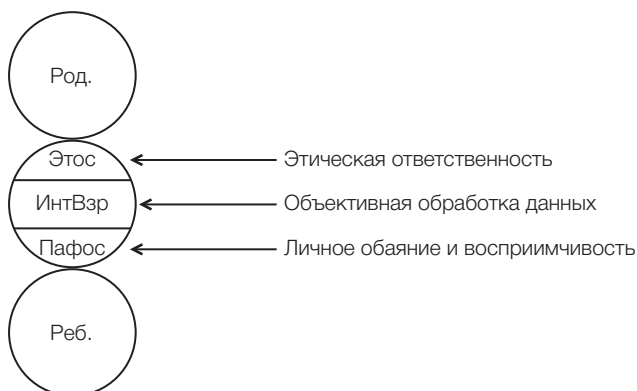 Род.
Этос
Этическая ответственность
ИнтВзр
Объективная обработка данных
Пафос
Личное обаяние и восприимчивость
Реб.